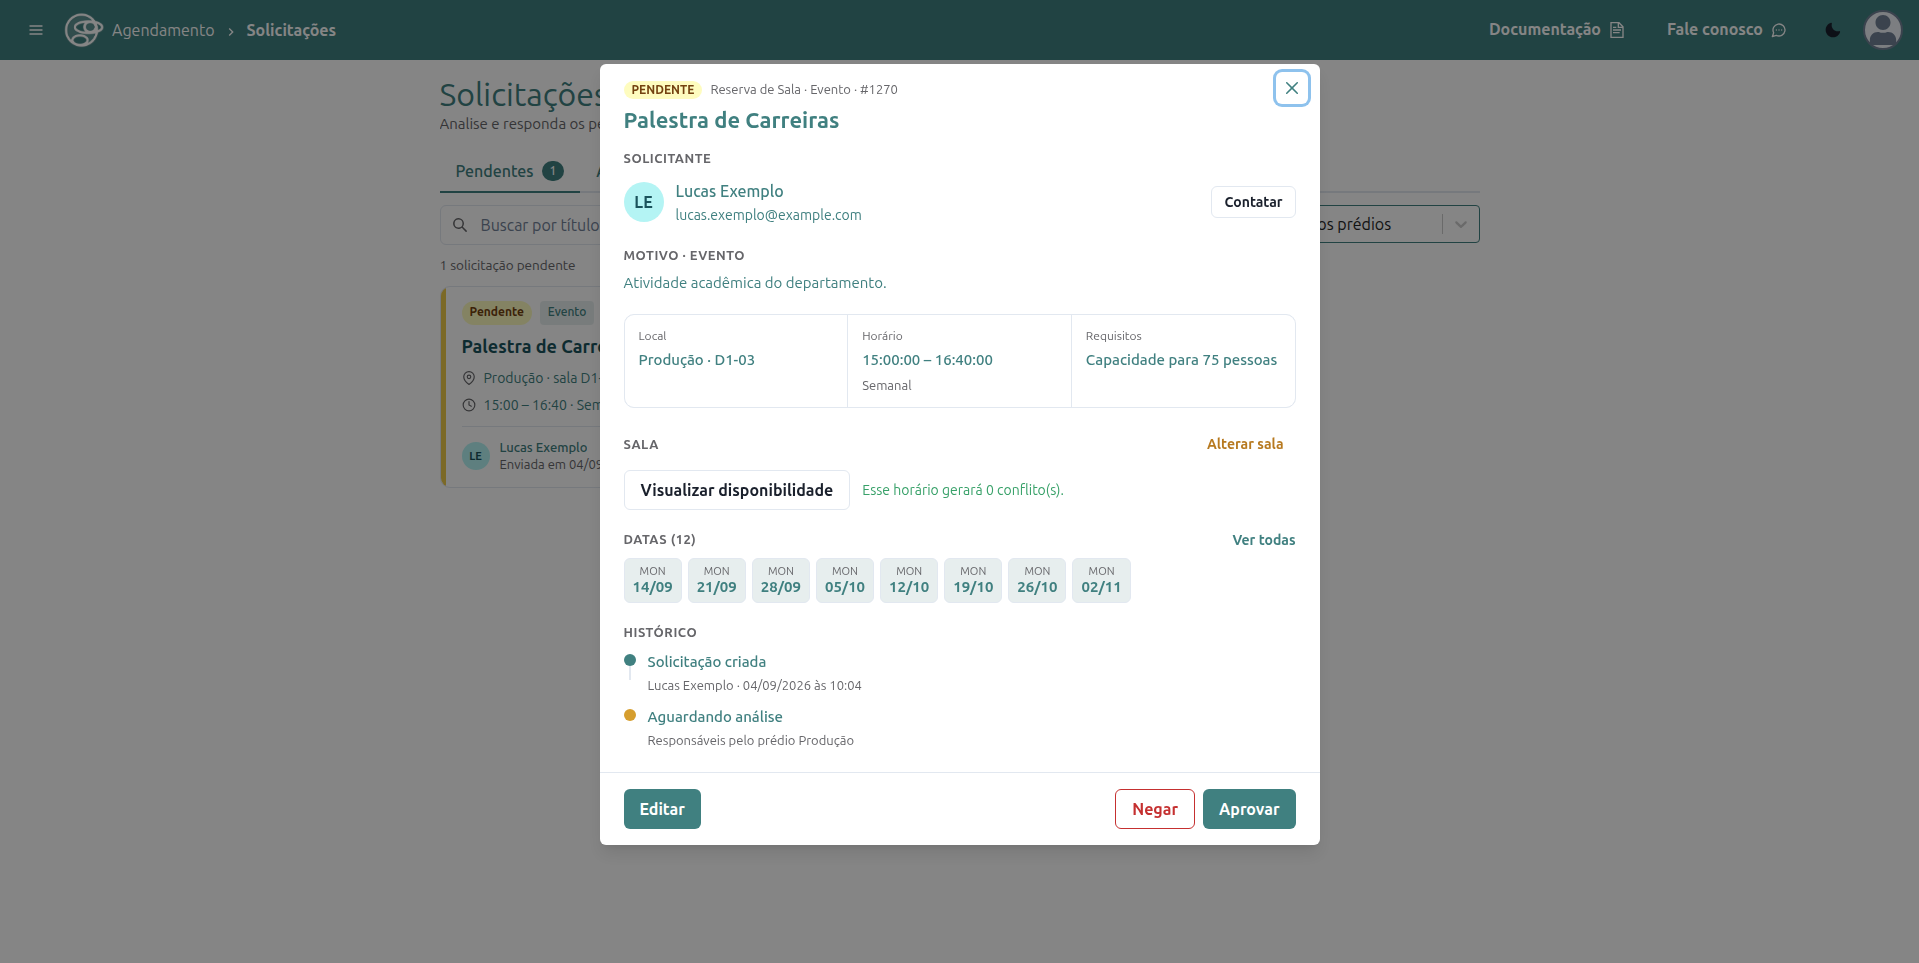 Agendamento › Solicitações
Documentação
Fale conosco
Solicitações
Analise e responda os
Pendentes 1
Buscar por título
os prédios
1 solicitação pendente
Pendente Evento
Palestra de
Produção · sala
15:00 – 16:40 ·
LE
Lucas Exemplo
Enviada em
PENDENTE Reserva de Sala · Evento · #1270
Palestra de Carreiras
SOLICITANTE
LE
Lucas Exemplo
lucas.exemplo@example.com
Contatar
MOTIVO · EVENTO
Atividade acadêmica do departamento.
Local
Produção · D1-03
Horário
15:00:00 – 16:40:00
Semanal
Requisitos
Capacidade para 75 pessoas
SALA
Alterar sala
Visualizar disponibilidade
Esse horário gerará 0 conflito(s).
DATAS (12)
Ver todas
MON MON MON MON MON MON MON MON
14/09 21/09 28/09 05/10 12/10 19/10 26/10 02/11
HISTÓRICO
Solicitação criada
Lucas Exemplo · 04/09/2026 às 10:04
Aguardando análise
Responsáveis pelo prédio Produção
Editar
Negar
Aprovar